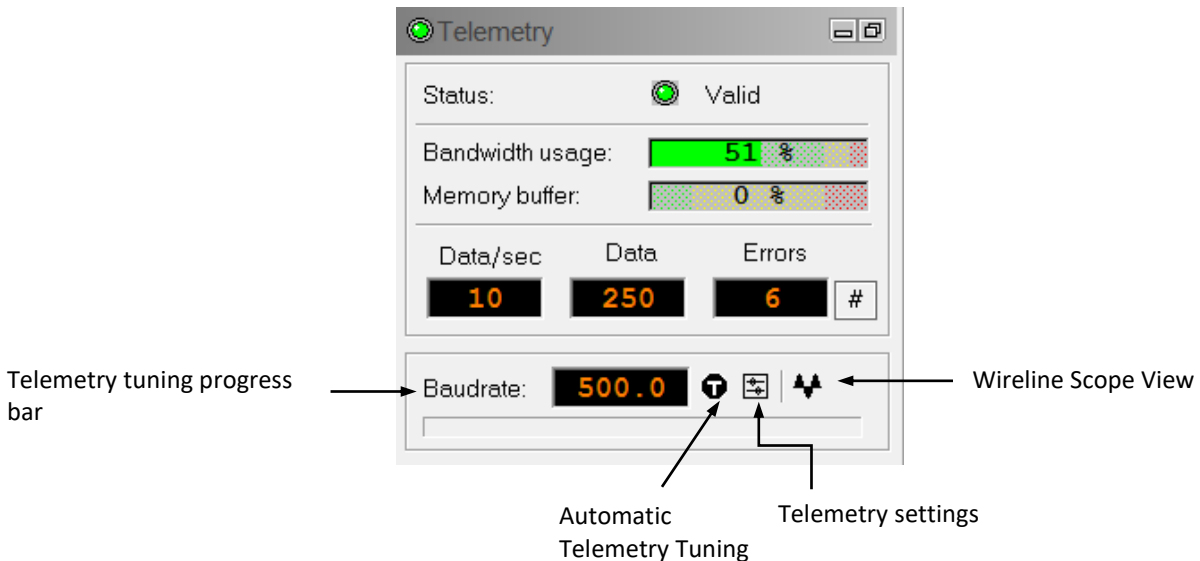 Telemetry
Status: Valid
Bandwidth usage: 51 %
Memory buffer: 0 %
Data/sec Data Errors
10 250 6 #
Telemetry tuning progress
bar
Baudrate: 500.0 T
Wireline Scope View
Automatic
Telemetry Tuning
Telemetry settings